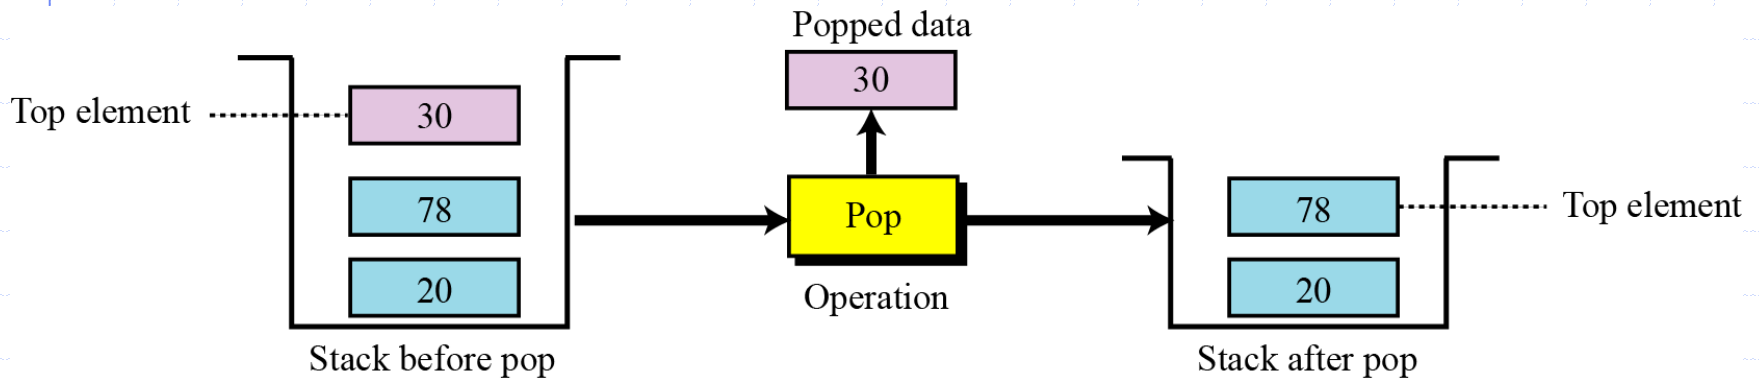 Popped data
30
Top element
30
78
20
Stack before pop
Pop
Operation
78
Top element
20
Stack after pop